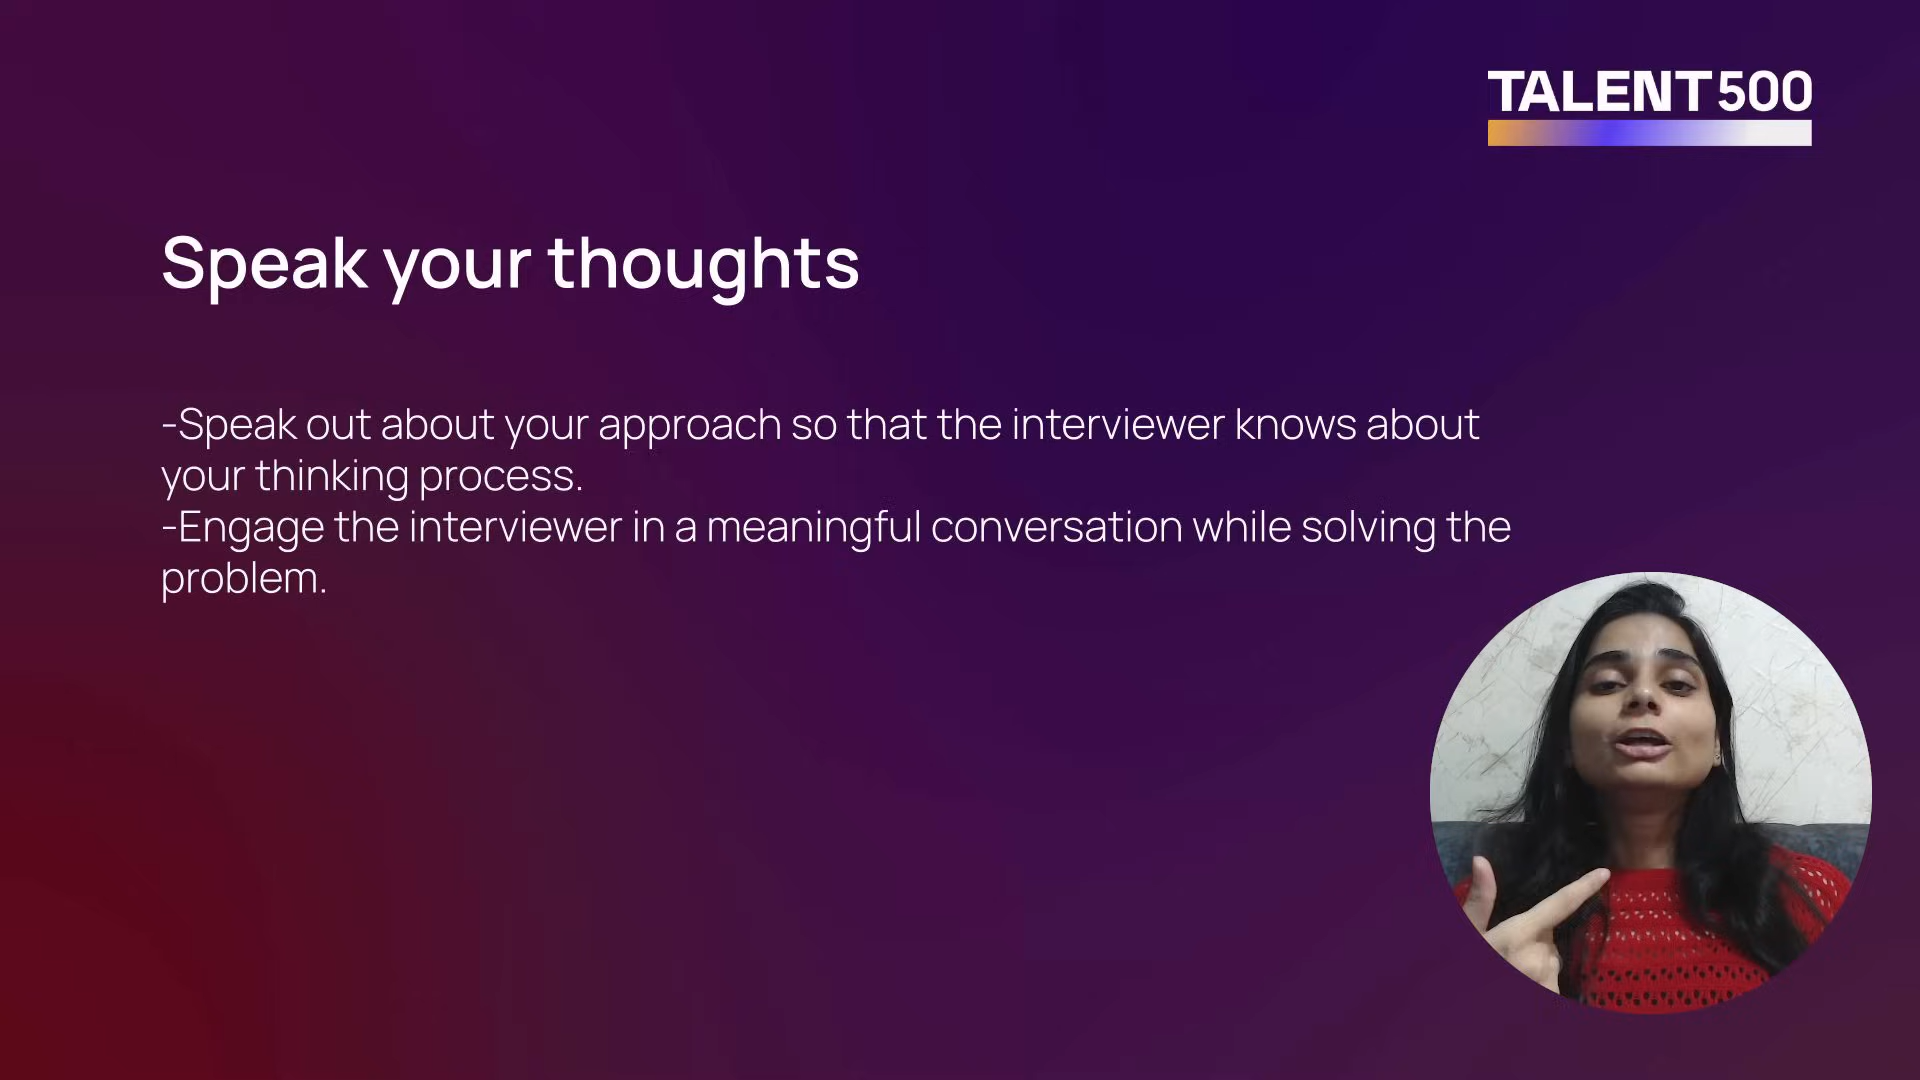 TALENT500
Speak your thoughts
-Speak out about your approach so that the interviewer knows about
your thinking process.
-Engage the interviewer in a meaningful conversation while solving the
problem.